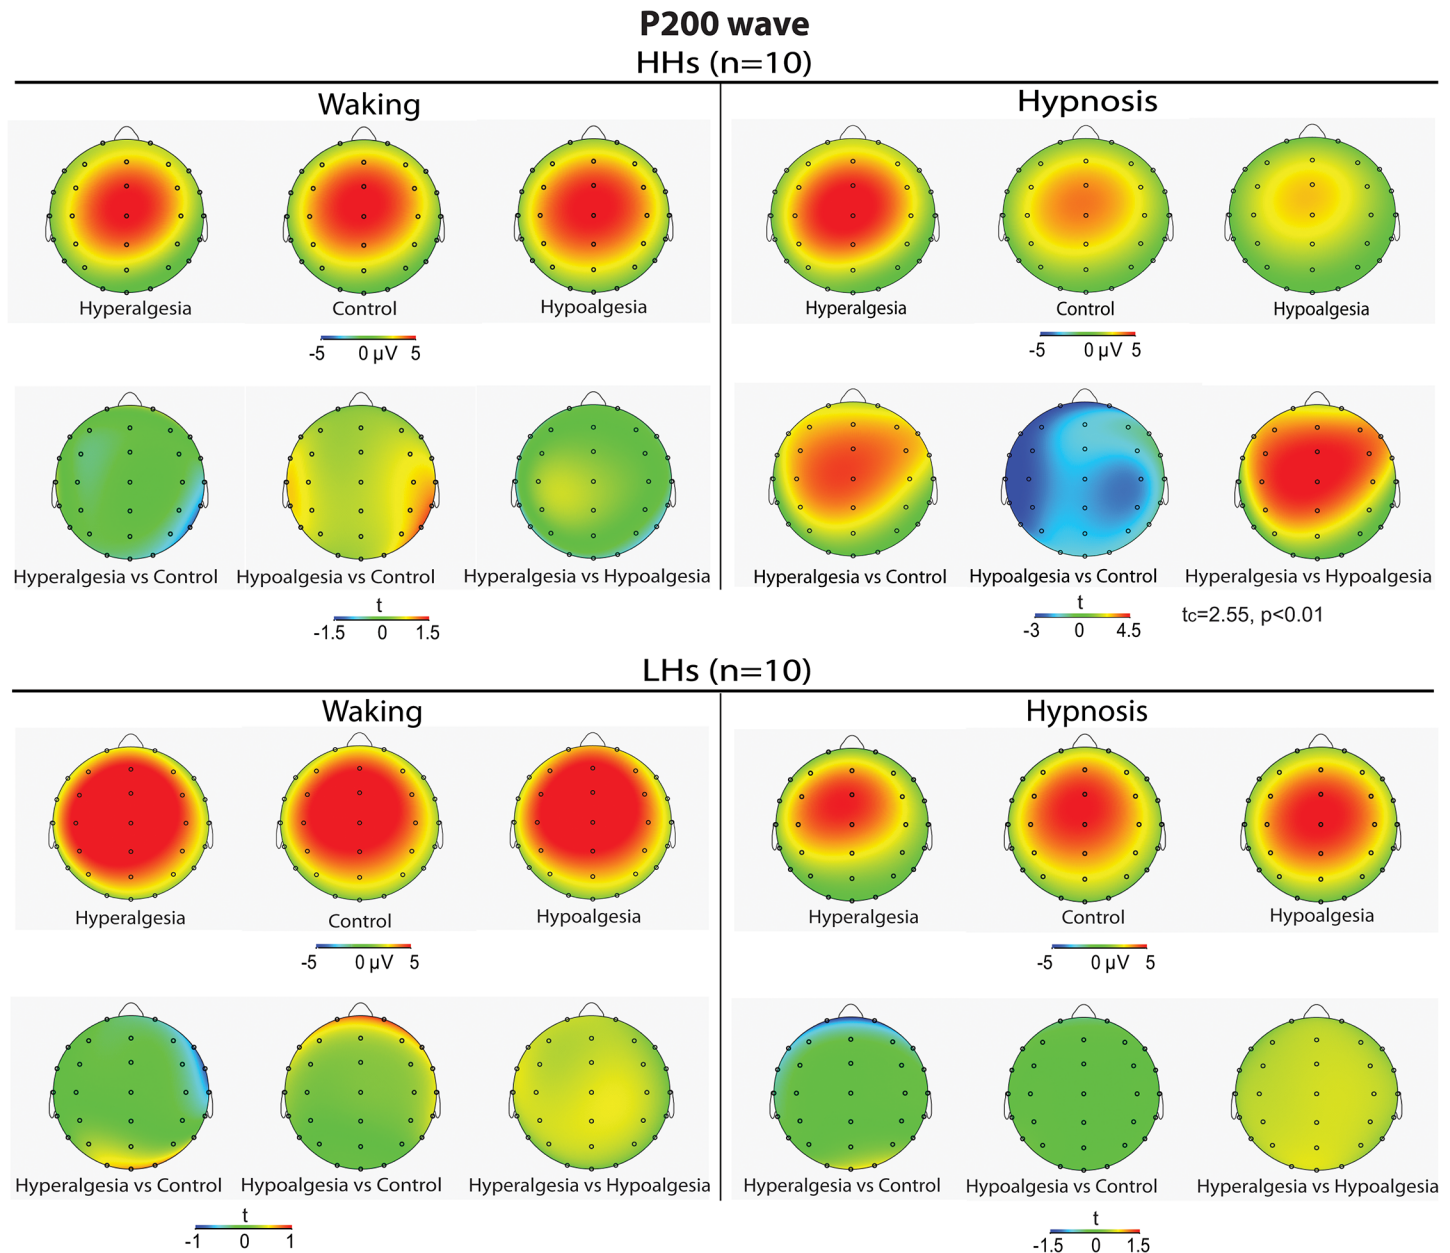 P200 wave
HHs (n=10)
Waking
Hypnosis
Hyperalgesia Control Hypoalgesia
Hyperalgesia Control Hypoalgesia
-5 0 µV 5
-5 0 µV 5
Hyperalgesia vs Control Hypoalgesia vs Control Hyperalgesia vs Hypoalgesia
Hyperalgesia vs Control Hypoalgesia vs Control Hyperalgesia vs Hypoalgesia
t
-1.5 0 1.5
t
-3 0 4.5
tc=2.55, p<0.01
LHs (n=10)
Waking
Hypnosis
Hyperalgesia Control Hypoalgesia
Hyperalgesia Control Hypoalgesia
-5 0 µV 5
-5 0 µV 5
Hyperalgesia vs Control Hypoalgesia vs Control Hyperalgesia vs Hypoalgesia
Hyperalgesia vs Control Hypoalgesia vs Control Hyperalgesia vs Hypoalgesia
t
-1 0 1
t
-1.5 0 1.5